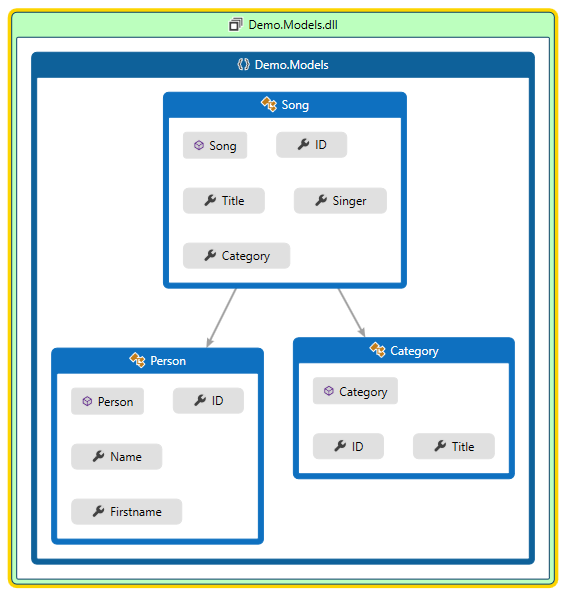 Demo.Models.dll
Demo.Models
Song
Song
ID
Title
Singer
Category
Person
Person
ID
Name
Firstname
Category
Category
ID
Title